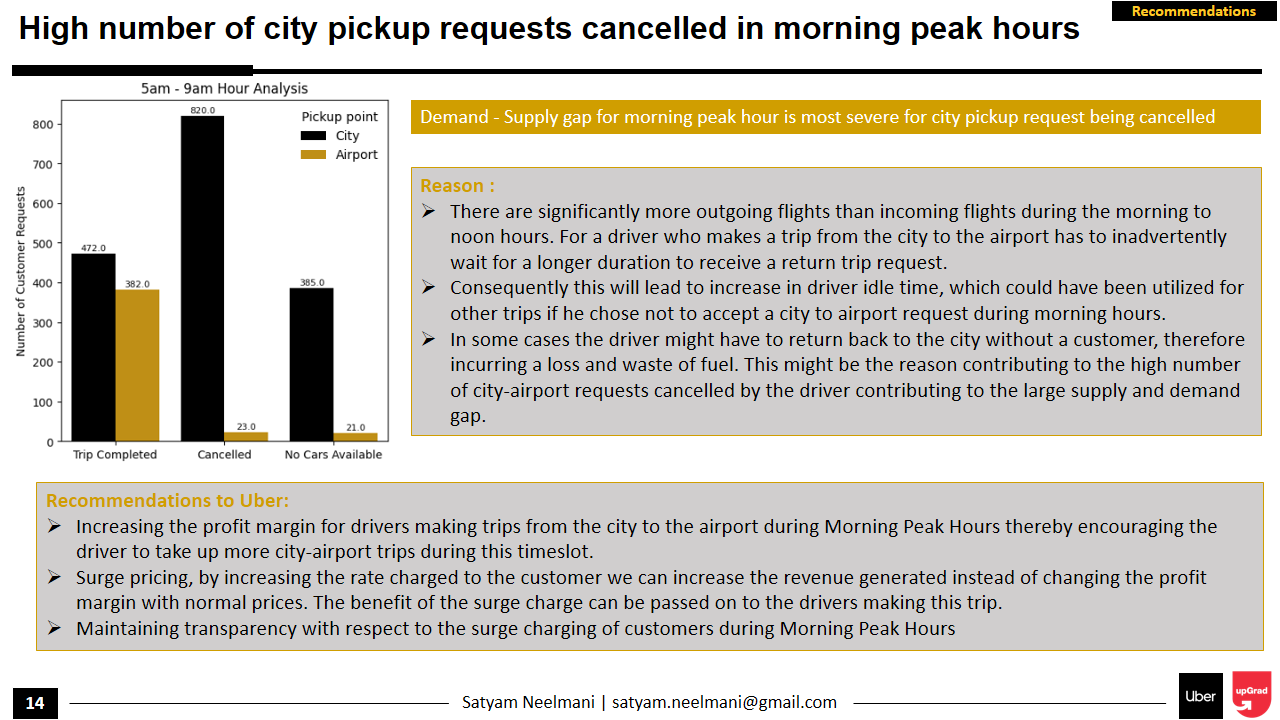 Recommendations
High number of city pickup requests cancelled in morning peak hours
5am - 9am Hour Analysis
Number of Customer Requests
800
700
600
500
400
300
200
100
0
Pickup point
City
Airport
472.0
382.0
820.0
23.0
385.0
21.0
Trip Completed
Cancelled
No Cars Available
Demand - Supply gap for morning peak hour is most severe for city pickup request being cancelled
Reason :
➢ There are significantly more outgoing flights than incoming flights during the morning to
noon hours. For a driver who makes a trip from the city to the airport has to inadvertently
wait for a longer duration to receive a return trip request.
➢ Consequently this will lead to increase in driver idle time, which could have been utilized for
other trips if he chose not to accept a city to airport request during morning hours.
➢ In some cases the driver might have to return back to the city without a customer, therefore
incurring a loss and waste of fuel. This might be the reason contributing to the high number
of city-airport requests cancelled by the driver contributing to the large supply and demand
gap.
Recommendations to Uber:
➢ Increasing the profit margin for drivers making trips from the city to the airport during Morning Peak Hours thereby encouraging the
driver to take up more city-airport trips during this timeslot.
➢ Surge pricing, by increasing the rate charged to the customer we can increase the revenue generated instead of changing the profit
margin with normal prices. The benefit of the surge charge can be passed on to the drivers making this trip.
➢ Maintaining transparency with respect to the surge charging of customers during Morning Peak Hours
14
Satyam Neelmani | satyam.neelmani@gmail.com
Uber
upGrad